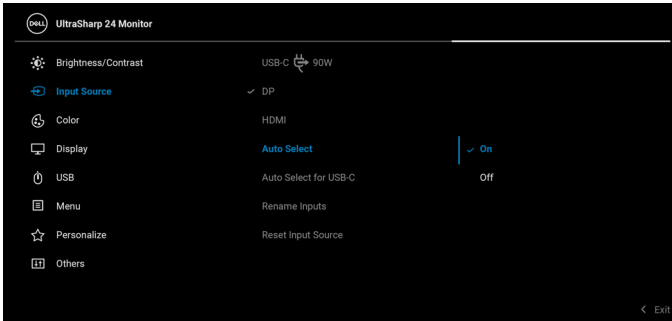 DELL UltraSharp 24 Monitor
Brightness/Contrast USB-C 90W
Input Source DP
Color HDMI
Display Auto Select On
USB Auto Select for USB-C Off
Menu Rename Inputs
Personalize Reset Input Source
Others
Exit